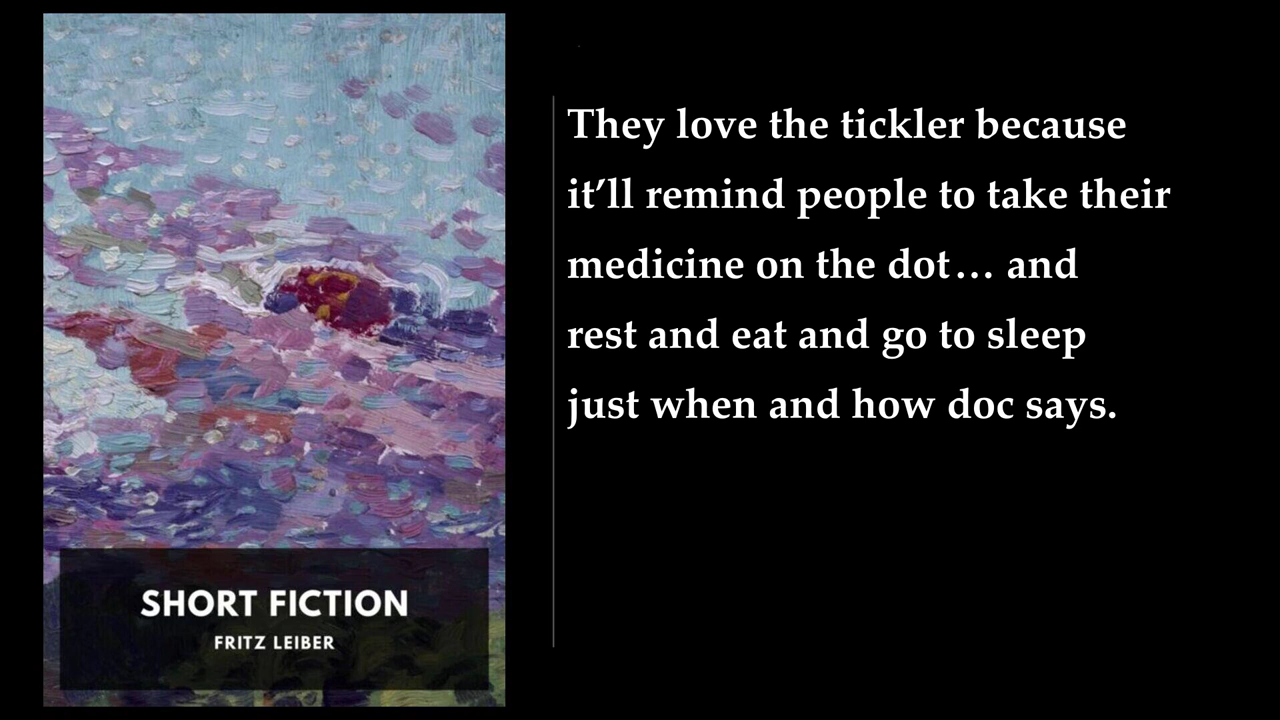 They love the tickler because
it’ll remind people to take their
medicine on the dot… and
rest and eat and go to sleep
just when and how doc says.
SHORT FICTION
FRITZ LEIBER